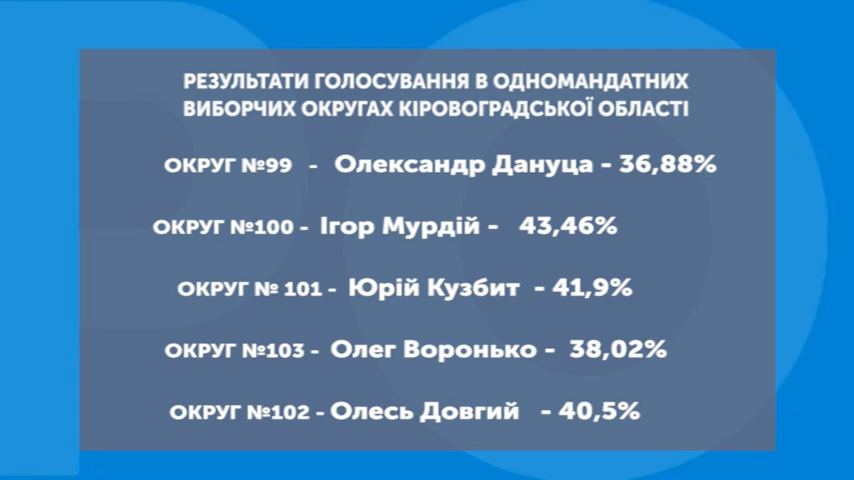 РЕЗУЛЬТАТИ ГОЛОСУВАННЯ В ОДНОМАНДАТНИХ
ВИБОРЧИХ ОКРУГАХ КІРОВОГРАДСЬКОЇ ОБЛАСТІ
ОКРУГ №99 - Олександр Дануца - 36,88%
ОКРУГ №100 - Ігор Мурдій - 43,46%
ОКРУГ № 101 - Юрій Кузбит - 41,9%
ОКРУГ №103 - Олег Воронько - 38,02%
ОКРУГ №102 - Олесь Довгий - 40,5%